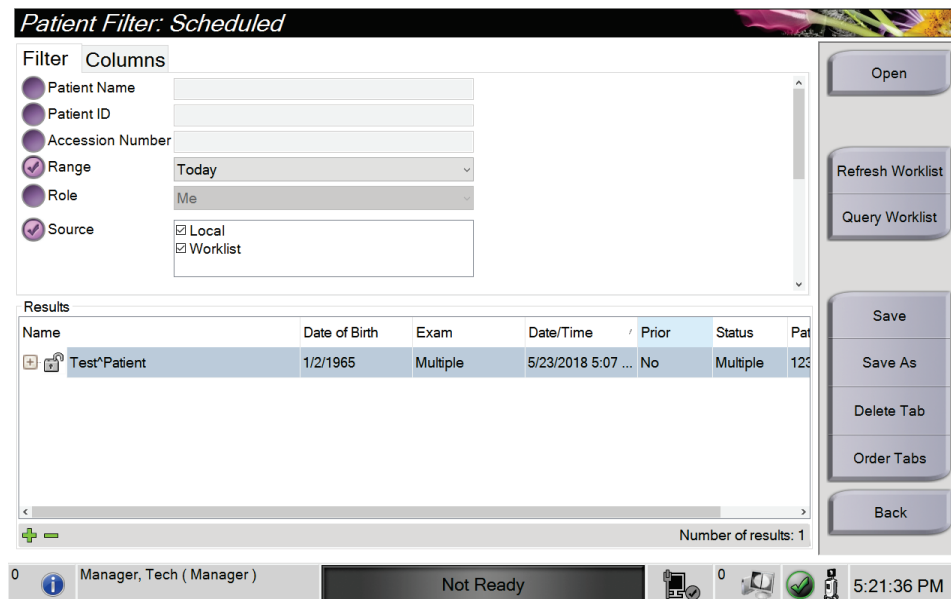 Patient Filter: Scheduled
Filter Columns
Patient Name
Patient ID
Accession Number
Range Today
Role Me
Source Local
Worklist
Results
Name Date of Birth Exam Date/Time Prior Status Pat
Test^Patient 1/2/1965 Multiple 5/23/2018 5:07 ... No Multiple 123
Number of results: 1
Open
Refresh Worklist
Query Worklist
Save
Save As
Delete Tab
Order Tabs
Back
0 Manager, Tech ( Manager ) Not Ready 0 5:21:36 PM